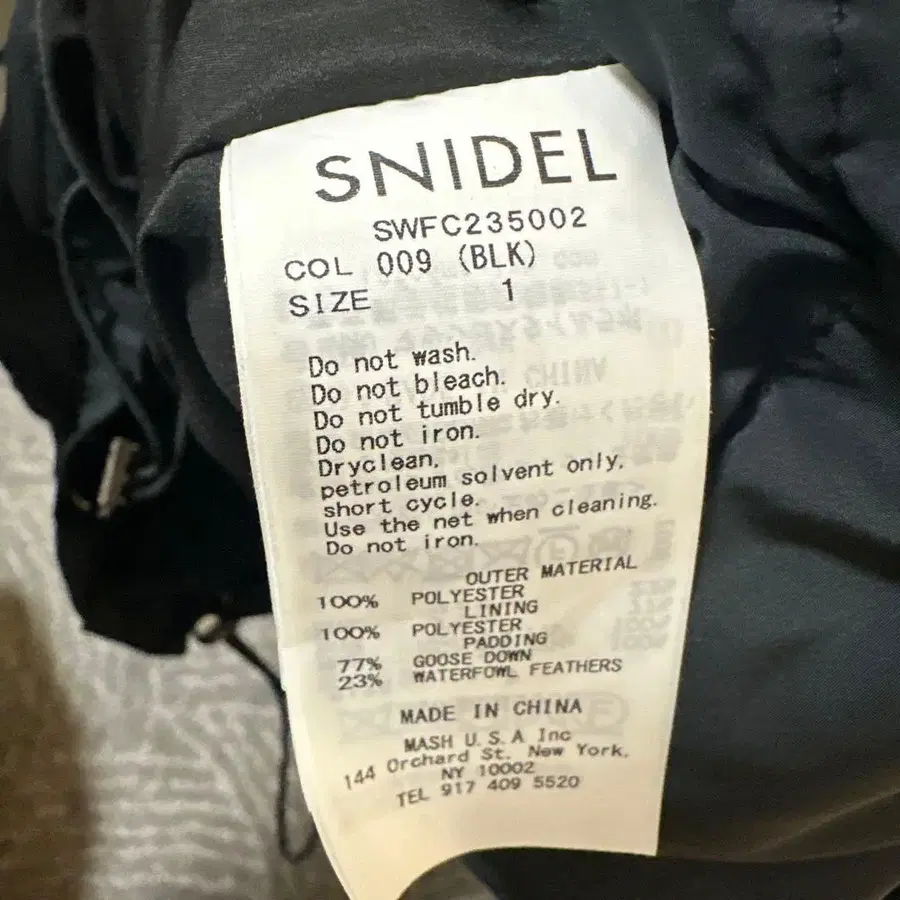 SNIDEL
SWFC235002
COL 009 (BLK)
SIZE 1
Do not wash.
Do not bleach.
Do not tumble dry.
Do not iron.
Dryclean,
petroleum solvent only,
short cycle.
Use the net when cleaning.
Do not iron.
OUTER MATERIAL
100% POLYESTER
LINING
100% POLYESTER
PADDING
77% GOOSE DOWN
23% WATERFOWL FEATHERS
MADE IN CHINA
MASH U.S.A Inc
144 Orchard St. New York,
NY 10002
TEL 917 409 5520